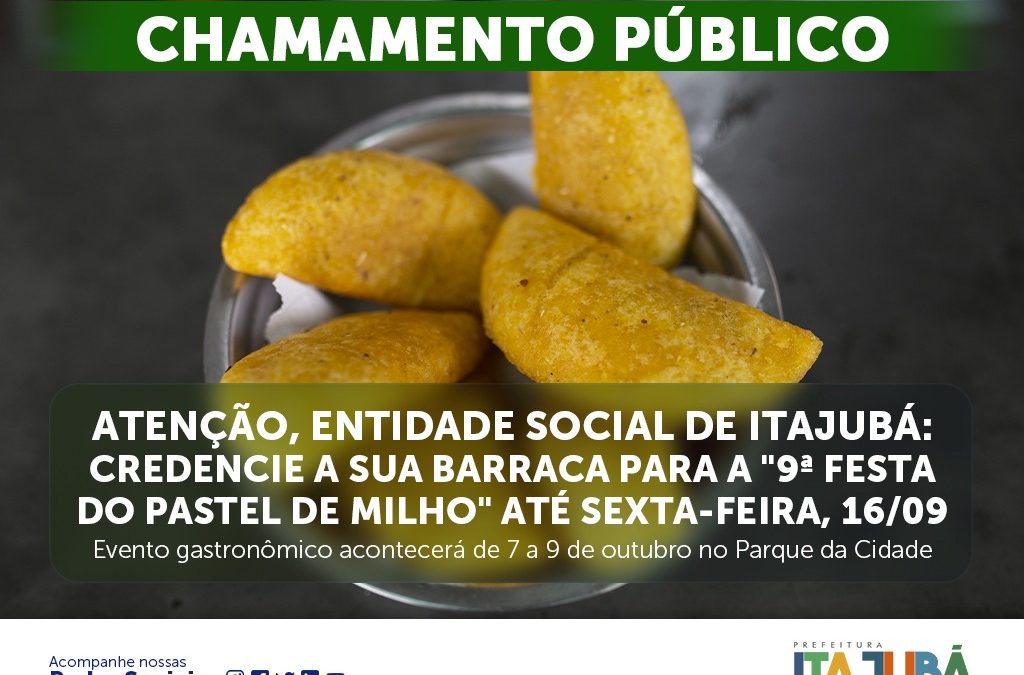 CHAMAMENTO PÚBLICO
ATENÇÃO, ENTIDADE SOCIAL DE ITAJUBÁ:
CREDENCIE A SUA BARRACA PARA A "9ª FESTA
DO PASTEL DE MILHO" ATÉ SEXTA-FEIRA, 16/09
Evento gastronômico acontecerá de 7 a 9 de outubro no Parque da Cidade
Acompanhe nossas
PREFEITURA
ITAJUBÁ